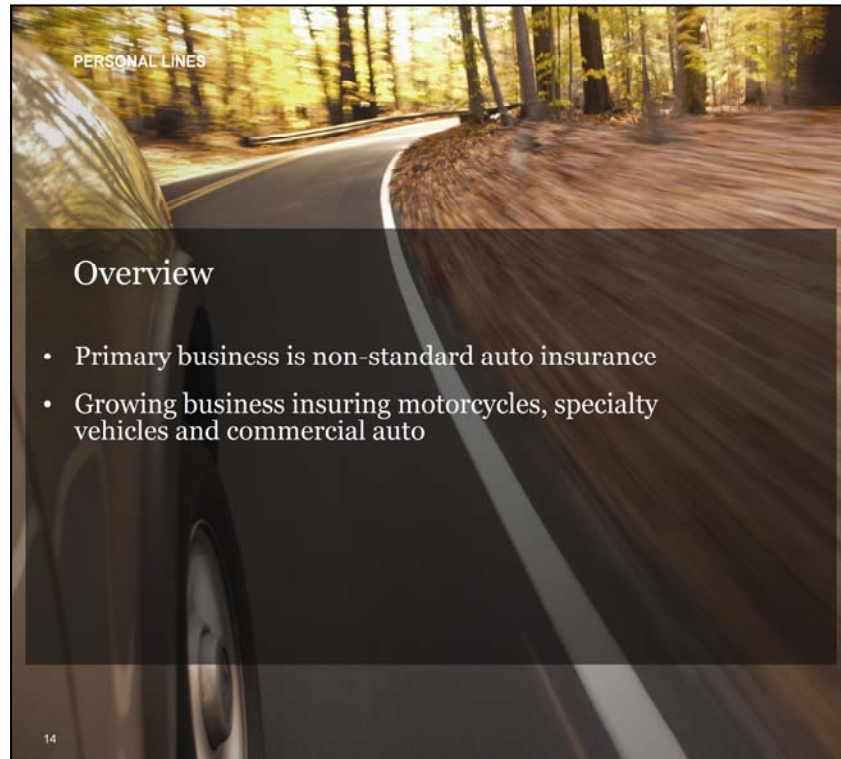 PERSONAL LINES
Overview
• Primary business is non-standard auto insurance
• Growing business insuring motorcycles, specialty
vehicles and commercial auto
14